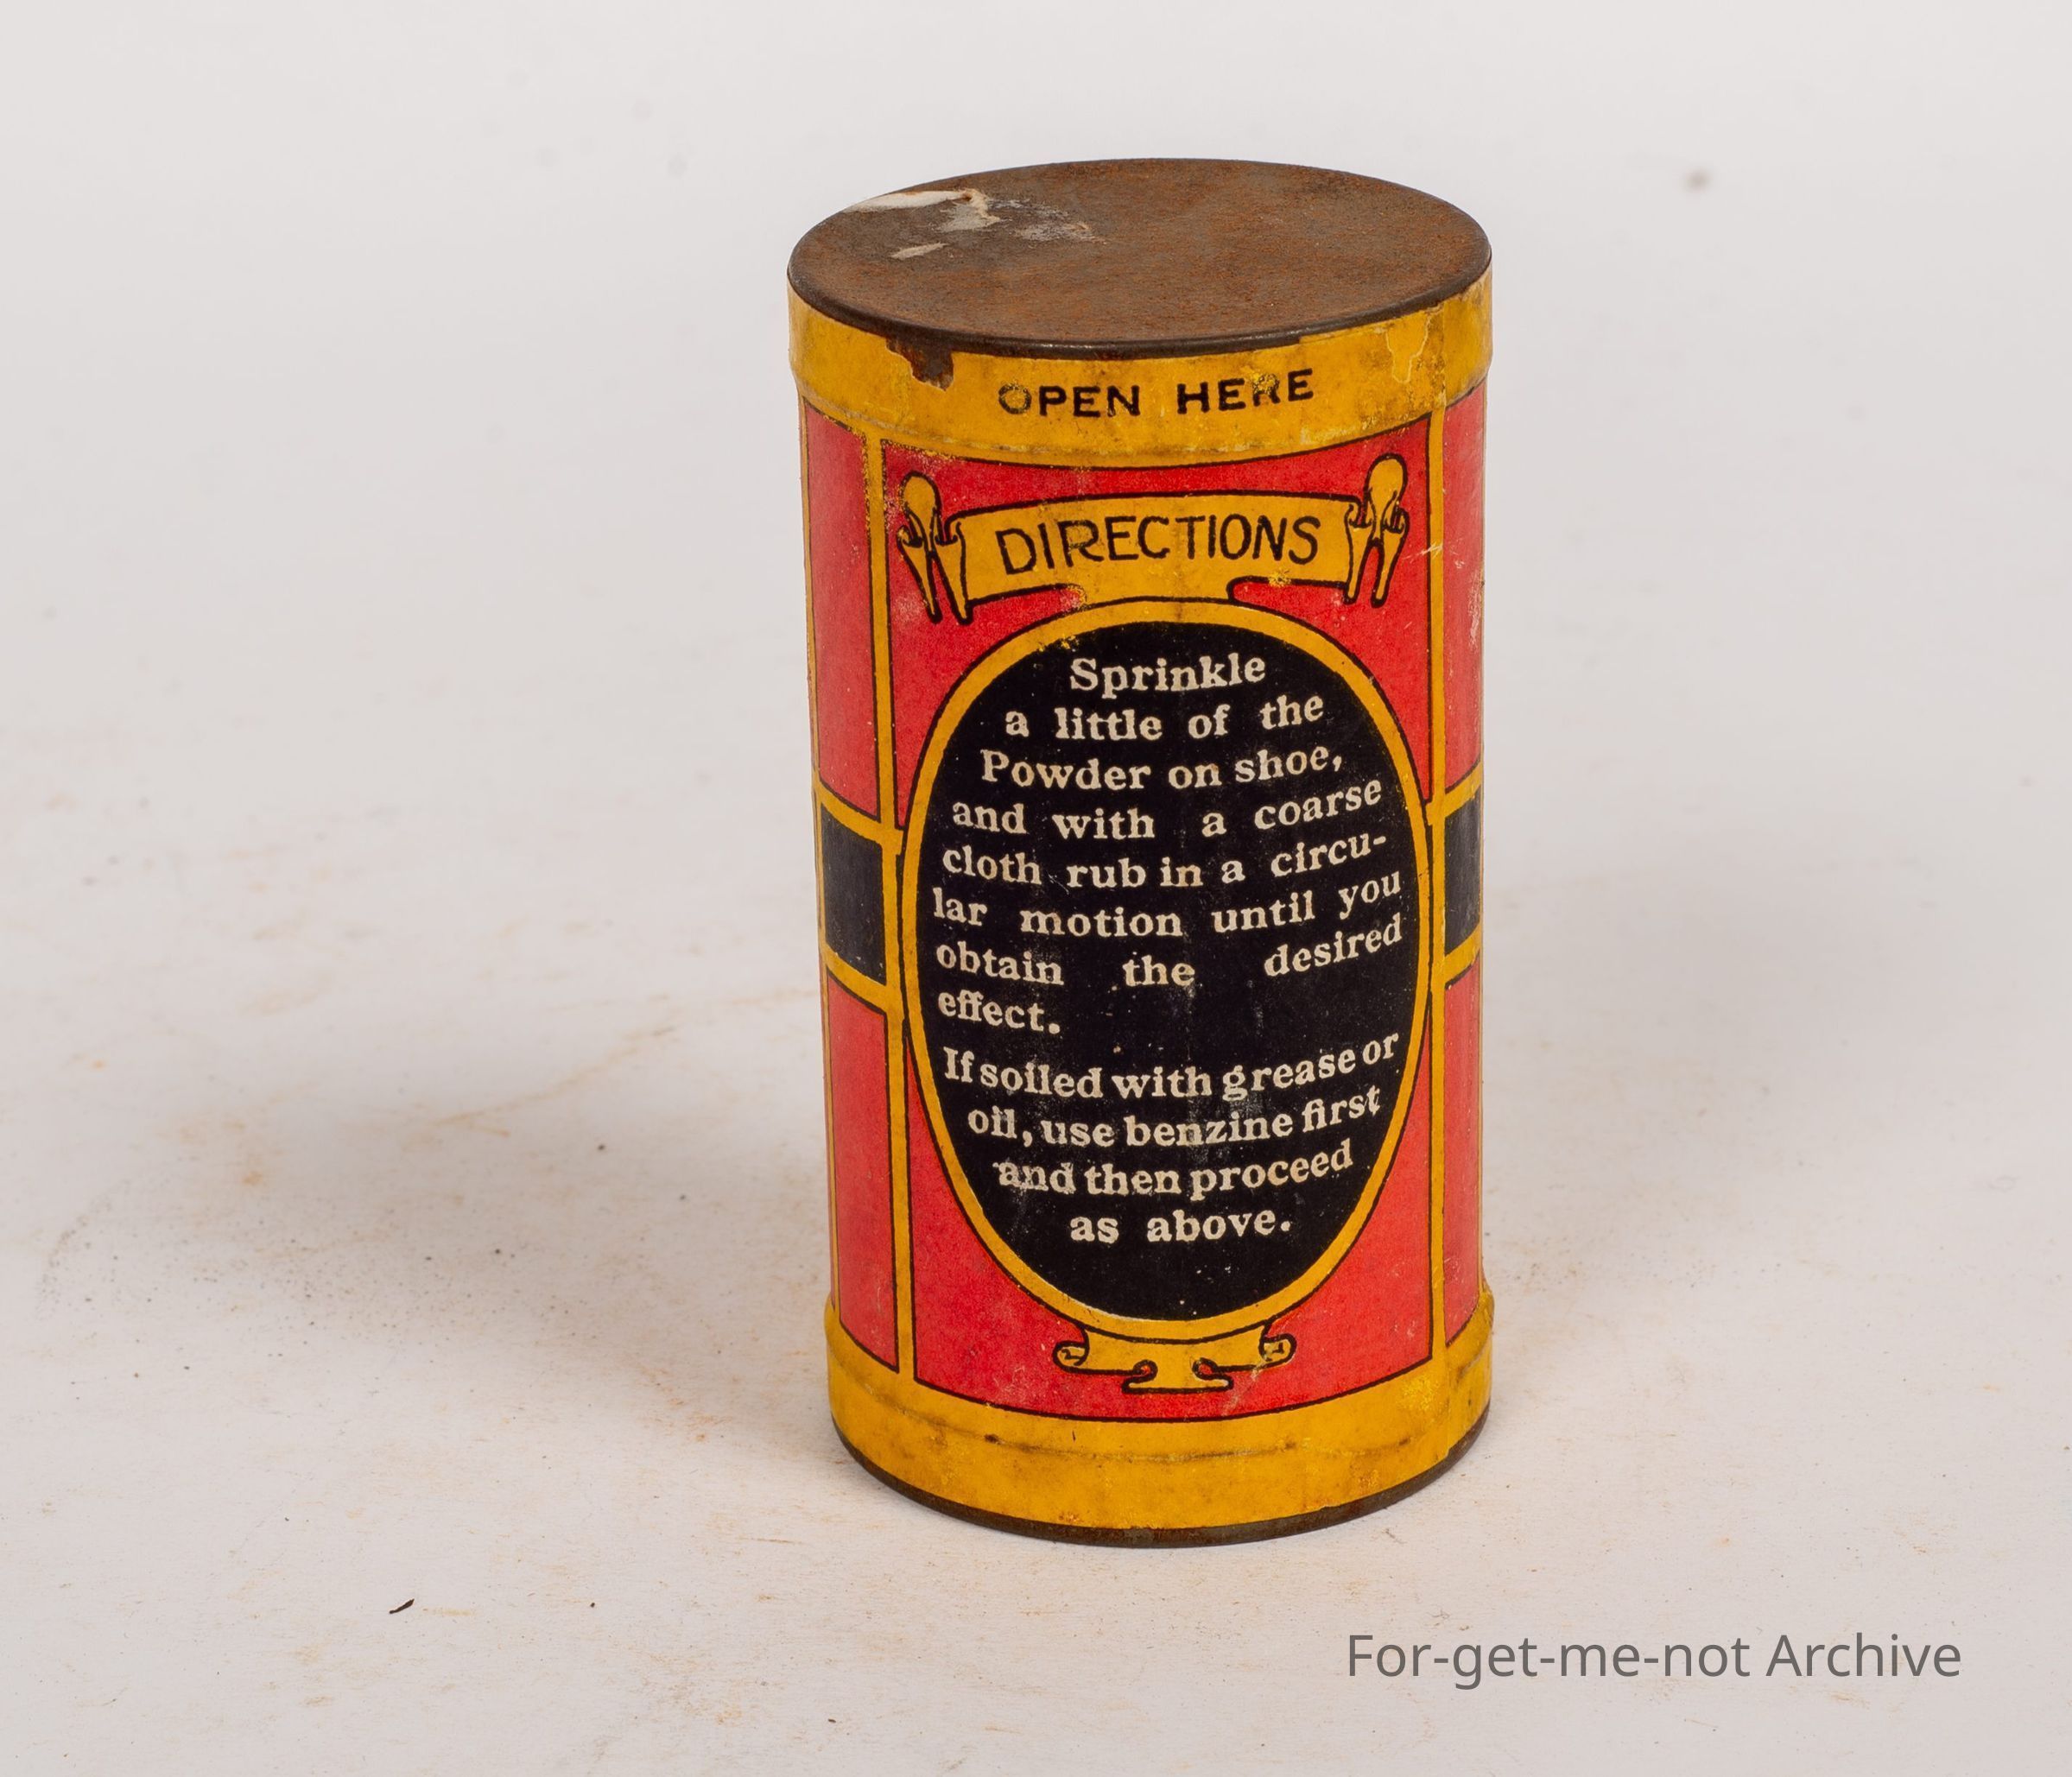 OPEN HERE
DIRECTIONS
Sprinkle
a little of the
Powder on shoe,
and with a coarse
cloth rub in a circu-
lar motion until you
obtain the desired
effect.
If soiled with grease or
oil, use benzine first
and then proceed
as above.
For-get-me-not Archive